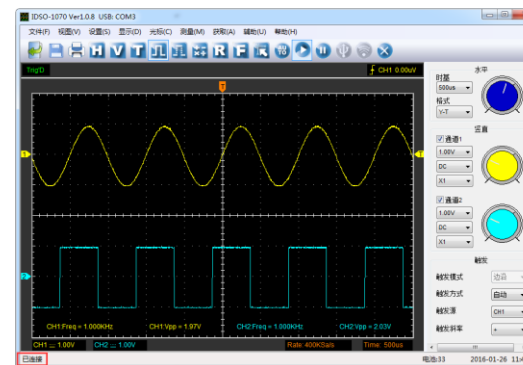 IDSO-1070 Ver1.0.8 USB: COM3
文件(F) 视图(V) 设置(S) 显示(D) 光标(C) 测量(M) 获取(A) 辅助(U) 帮助(H)
H V T R F
Trig'D CH1 0.00uV
T
1
T
2
CH1:Freq = 1.000KHz CH1:Vpp = 1.97V CH2:Freq = 1.000KHz CH2:Vpp = 2.03V
CH1 1.00V CH2 1.00V Rate:400KSa/s Time: 500us
水平
时基
500us
格式
Y-T
竖直
通道1
1.00V
DC
X1
通道2
1.00V
DC
X1
触发
触发模式 边沿
触发方式 自动
触发源 CH1
触发斜率 +
已连接 电池:33 2016-01-26